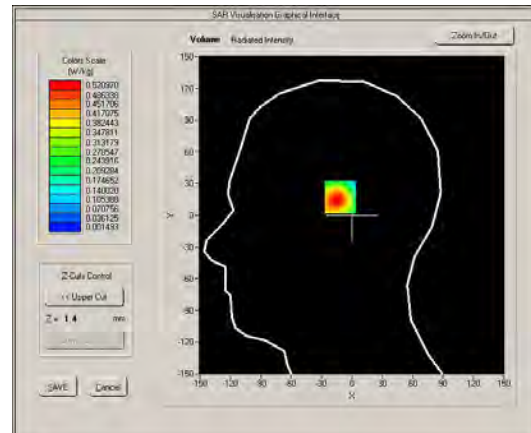 SAR Visualisation Graphical Interface
Volume Radiated Intensity
Zoom In/Out
Colors Scale
(W/kg)
0.520970
0.486338
0.451706
0.417075
0.382443
0.347811
0.313179
0.278547
0.243916
0.209284
0.174652
0.140020
0.105388
0.070756
0.036125
0.001493
Z-Cuts Control
<< Upper Cut
Z = 1.4 mm
SAVE Cancel
150
120
90
60
30
0
-30
-60
-90
-120
-150
Y
-150 -120 -90 -60 -30 0 30 60 90 120 150
X